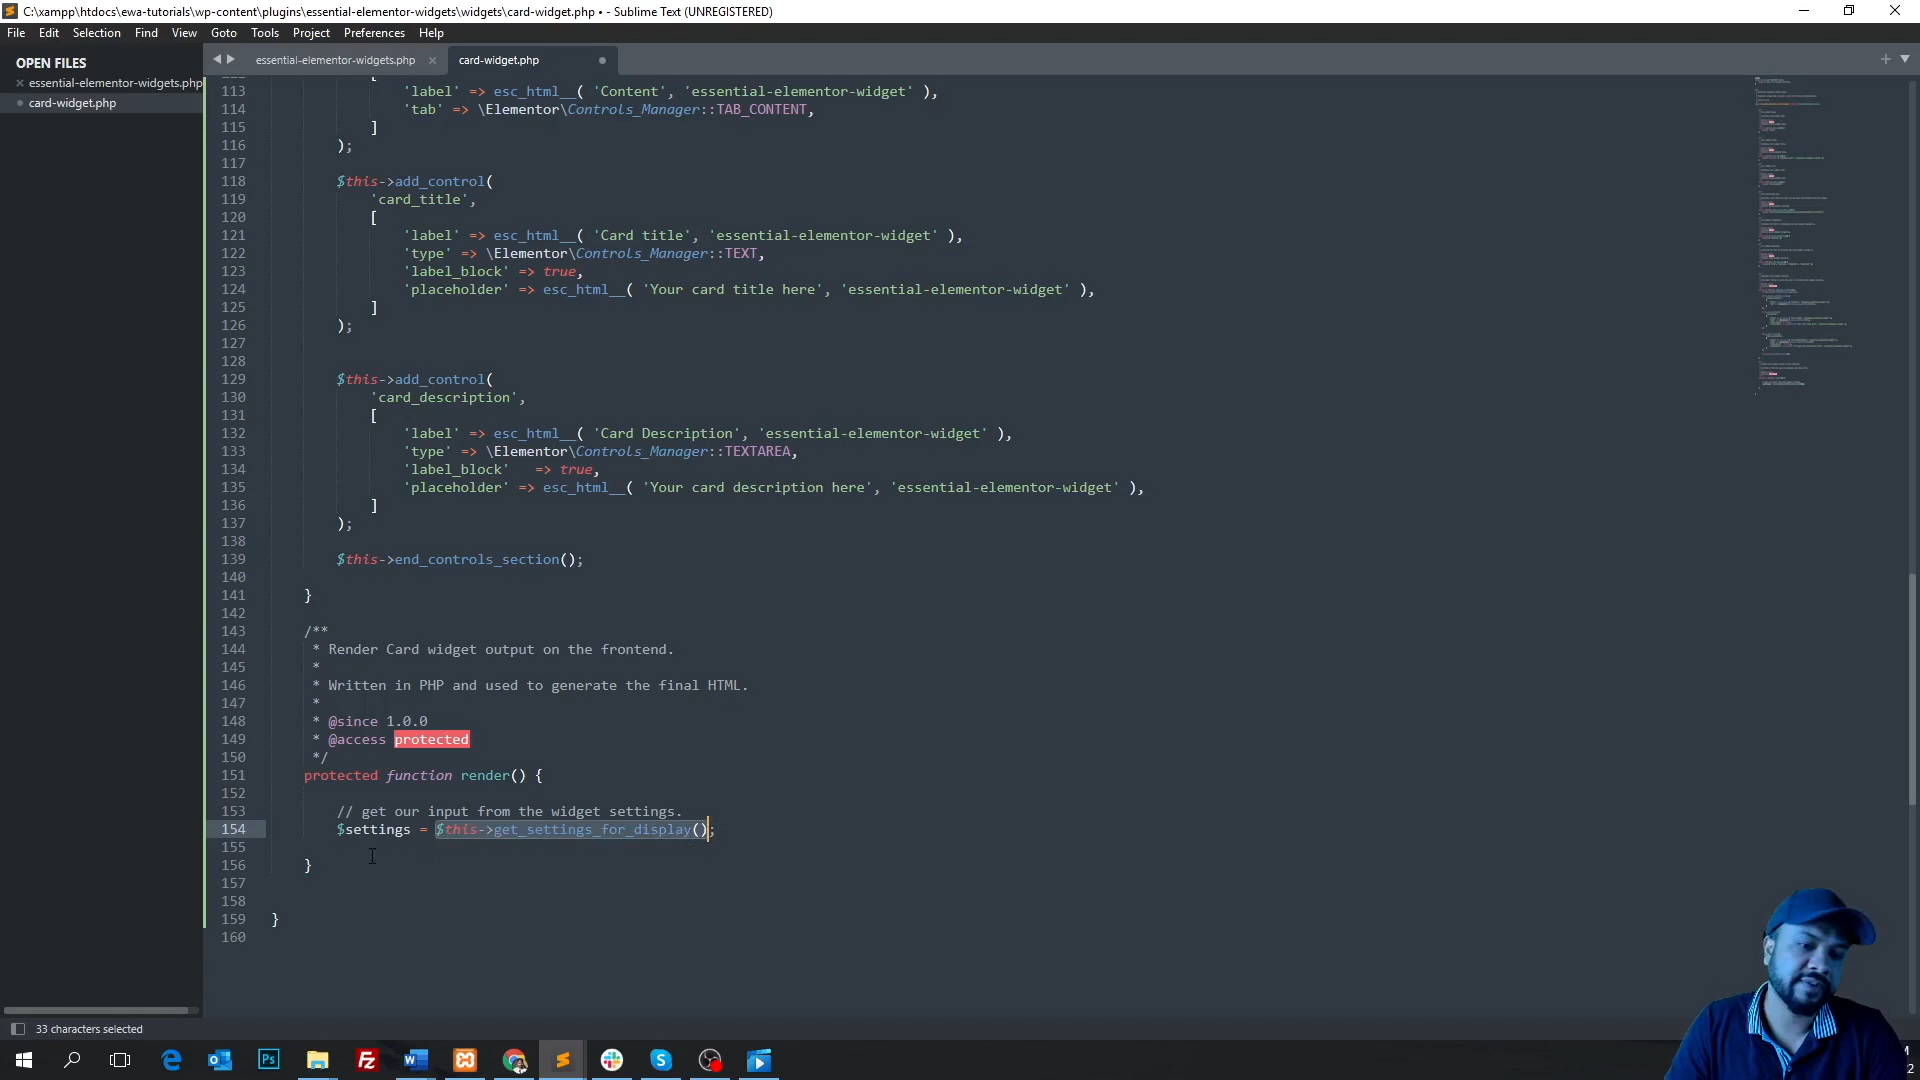 C:\xampp\htdocs\ewa-tutorials\wp-content\plugins\essential-elementor-widgets\widgets\card-widget.php • - Sublime Text (UNREGISTERED)
File Edit Selection Find View Goto Tools Project Preferences Help
OPEN FILES
essential-elementor-widgets.php
card-widget.php
essential-elementor-widgets.php card-widget.php
[
113 'label' => esc_html__( 'Content', 'essential-elementor-widget' ),
114 'tab' => \Elementor\Controls_Manager::TAB_CONTENT,
115 ]
116 );
117
118 $this->add_control(
119 'card_title',
120 [
121 'label' => esc_html__( 'Card title', 'essential-elementor-widget' ),
122 'type' => \Elementor\Controls_Manager::TEXT,
123 'label_block' => true,
124 'placeholder' => esc_html__( 'Your card title here', 'essential-elementor-widget' ),
125 ]
126 );
127
128
129 $this->add_control(
130 'card_description',
131 [
132 'label' => esc_html__( 'Card Description', 'essential-elementor-widget' ),
133 'type' => \Elementor\Controls_Manager::TEXTAREA,
134 'label_block'   => true,
135 'placeholder' => esc_html__( 'Your card description here', 'essential-elementor-widget' ),
136 ]
137 );
138
139 $this->end_controls_section();
140
141 }
142
143 /**
144 * Render Card widget output on the frontend.
145 *
146 * Written in PHP and used to generate the final HTML.
147 *
148 * @since 1.0.0
149 * @access protected
150 */
151 protected function render() {
152
153 // get our input from the widget settings.
154 $settings = $this->get_settings_for_display();
155
156 }
157
158
159 }
160
33 characters selected